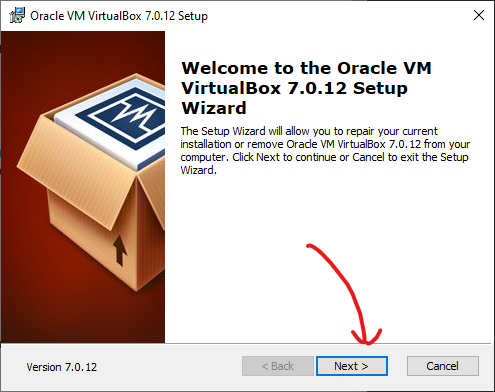 Oracle VM VirtualBox 7.0.12 Setup
Welcome to the Oracle VM
VirtualBox 7.0.12 Setup
Wizard
The Setup Wizard will allow you to repair your current
installation or remove Oracle VM VirtualBox 7.0.12 from your
computer. Click Next to continue or Cancel to exit the Setup
Wizard.
Version 7.0.12
< Back
Next >
Cancel